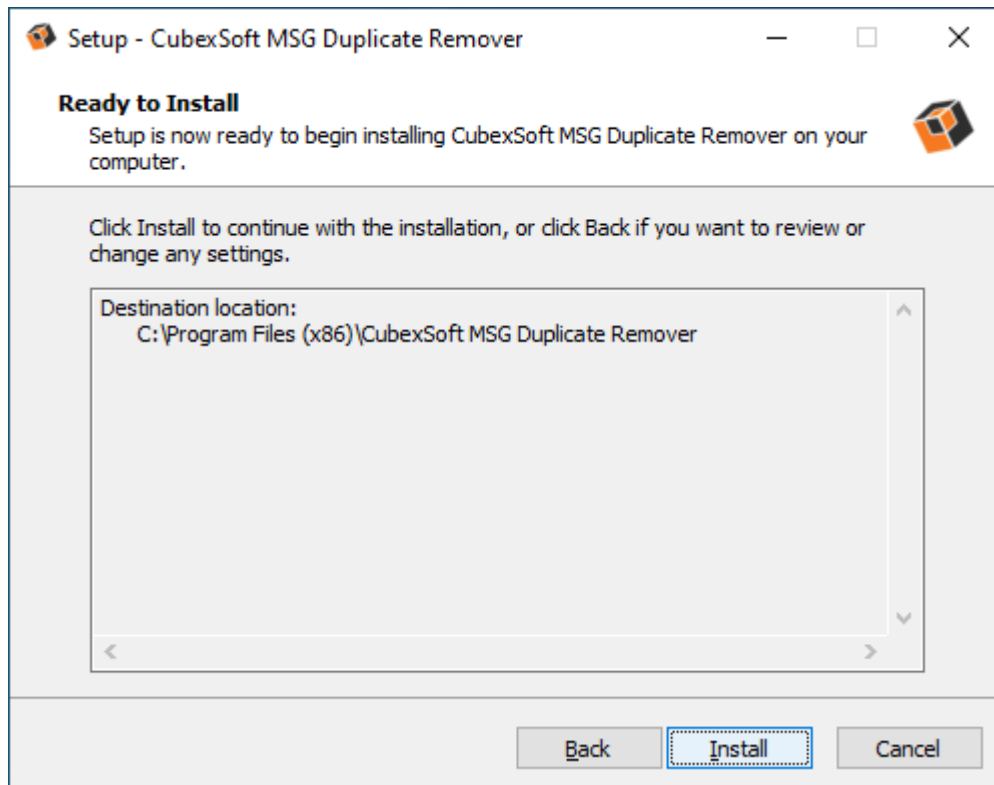 Setup - CubexSoft MSG Duplicate Remover
Ready to Install
Setup is now ready to begin installing CubexSoft MSG Duplicate Remover on your
computer.
Click Install to continue with the installation, or click Back if you want to review or
change any settings.
Destination location:
C:\Program Files (x86)\CubexSoft MSG Duplicate Remover
Back Install Cancel